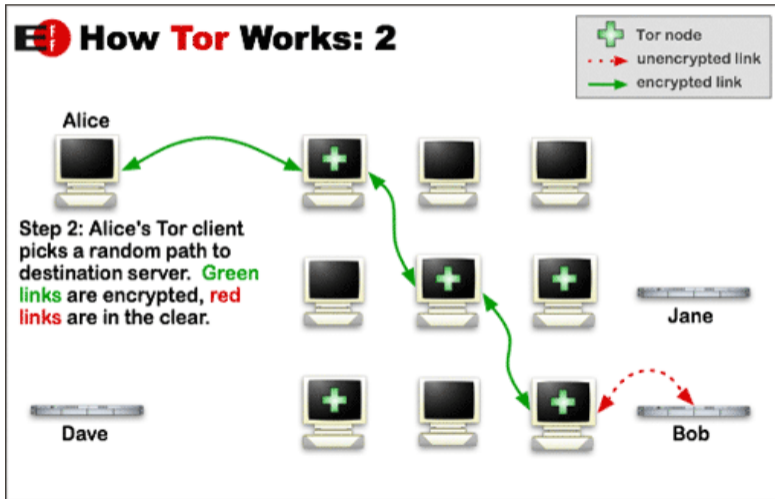 EFF How Tor Works: 2
Tor node
unencrypted link
encrypted link
Alice
Step 2: Alice's Tor client
picks a random path to
destination server. Green
links are encrypted, red
links are in the clear.
Jane
Dave
Bob